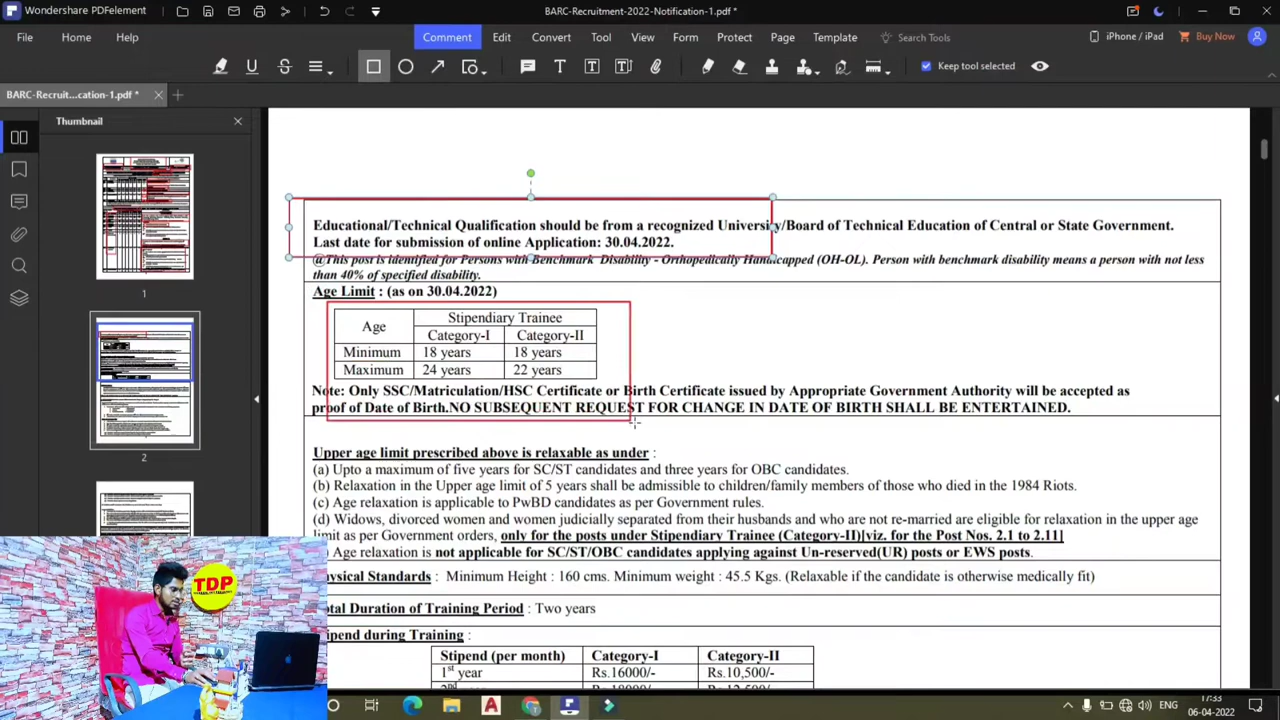 Wondershare PDFelement
BARC-Recruitment-2022-Notification-1.pdf *
File Home Help
Comment Edit Convert Tool View Form Protect Page Template Search Tools
iPhone / iPad Buy Now
Keep tool selected
BARC-Recruit...cation-1.pdf *
Thumbnail
1
2
Educational/Technical Qualification should be from a recognized University/Board of Technical Education of Central or State Government.
Last date for submission of online Application: 30.04.2022.
@This post is identified for Persons with Benchmark Disability - Orthopedically Handicapped (OH-OL). Person with benchmark disability means a person with not less
than 40% of specified disability.
Age Limit : (as on 30.04.2022)
Age Stipendiary Trainee
Category-I Category-II
Minimum 18 years 18 years
Maximum 24 years 22 years
Note: Only SSC/Matriculation/HSC Certificate or Birth Certificate issued by Appropriate Government Authority will be accepted as
proof of Date of Birth.NO SUBSEQUENT REQUEST FOR CHANGE IN DATE OF BIRTH SHALL BE ENTERTAINED.
Upper age limit prescribed above is relaxable as under :
(a) Upto a maximum of five years for SC/ST candidates and three years for OBC candidates.
(b) Relaxation in the Upper age limit of 5 years shall be admissible to children/family members of those who died in the 1984 Riots.
(c) Age relaxation is applicable to PwBD candidates as per Government rules.
(d) Widows, divorced women and women judicially separated from their husbands and who are not re-married are eligible for relaxation in the upper age
limit as per Government orders, only for the posts under Stipendiary Trainee (Category-II)[viz. for the Post Nos. 2.1 to 2.11]
) Age relaxation is not applicable for SC/ST/OBC candidates applying against Un-reserved(UR) posts or EWS posts.
hysical Standards : Minimum Height : 160 cms. Minimum weight : 45.5 Kgs. (Relaxable if the candidate is otherwise medically fit)
otal Duration of Training Period : Two years
ipend during Training :
Stipend (per month) Category-I Category-II
1st year Rs.16000/- Rs.10,500/-
TDP
ENG
17:33
06-04-2022